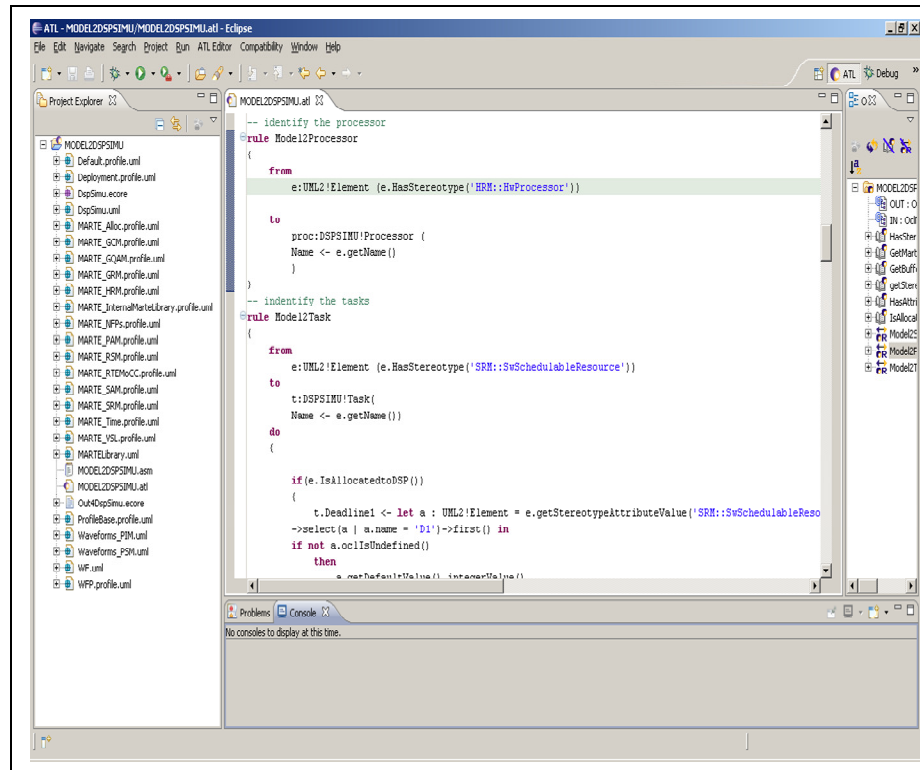 ATL - MODEL2DSPSIMU/MODEL2DSPSIMU.atl - Eclipse
File Edit Navigate Search Project Run ATL Editor Compatibility Window Help
ATL Debug »
Project Explorer
MODEL2DSPSIMU
Default.profile.uml
Deployment.profile.uml
DspSimu.ecore
DspSimu.uml
MARTE_Alloc.profile.uml
MARTE_GCM.profile.uml
MARTE_GQAM.profile.uml
MARTE_GRM.profile.uml
MARTE_HRM.profile.uml
MARTE_InternalMarteLibrary.profile.uml
MARTE_NFPs.profile.uml
MARTE_PAM.profile.uml
MARTE_RSM.profile.uml
MARTE_RTEMoCC.profile.uml
MARTE_SAM.profile.uml
MARTE_SRM.profile.uml
MARTE_Time.profile.uml
MARTE_VSL.profile.uml
MARTELibrary.uml
MODEL2DSPSIMU.asm
MODEL2DSPSIMU.atl
Out4DspSimu.ecore
ProfileBase.profile.uml
Waveforms_PIM.uml
Waveforms_PSM.uml
WF.uml
WFP.profile.uml
MODEL2DSPSIMU.atl
-- identify the processor
rule Model2Processor
{
from
e:UML2!Element (e.HasStereotype('HRM::HwProcessor'))
to
proc:DSPSIMU!Processor (
Name <- e.getName()
)
}
-- indentify the tasks
rule Model2Task
{
from
e:UML2!Element (e.HasStereotype('SRM::SwSchedulableResource'))
to
t:DSPSIMU!Task(
Name <- e.getName())
do
{
if(e.IsAllocatedtoDSP())
{
t.Deadline1 <- let a : UML2!Element = e.getStereotypeAttributeValue('SRM::SwSchedulableReso
->select(a | a.name = 'D1')->first() in
if not a.oclIsUndefined()
then
a.getDefaultValue().integerValue()
O
MODEL2DSP
OUT : O
IN : Ocl
HasSter
GetMart
GetBuff
getStere
HasAttri
IsAllocat
Model2S
Model2P
Model2T
Problems Console
No consoles to display at this time.